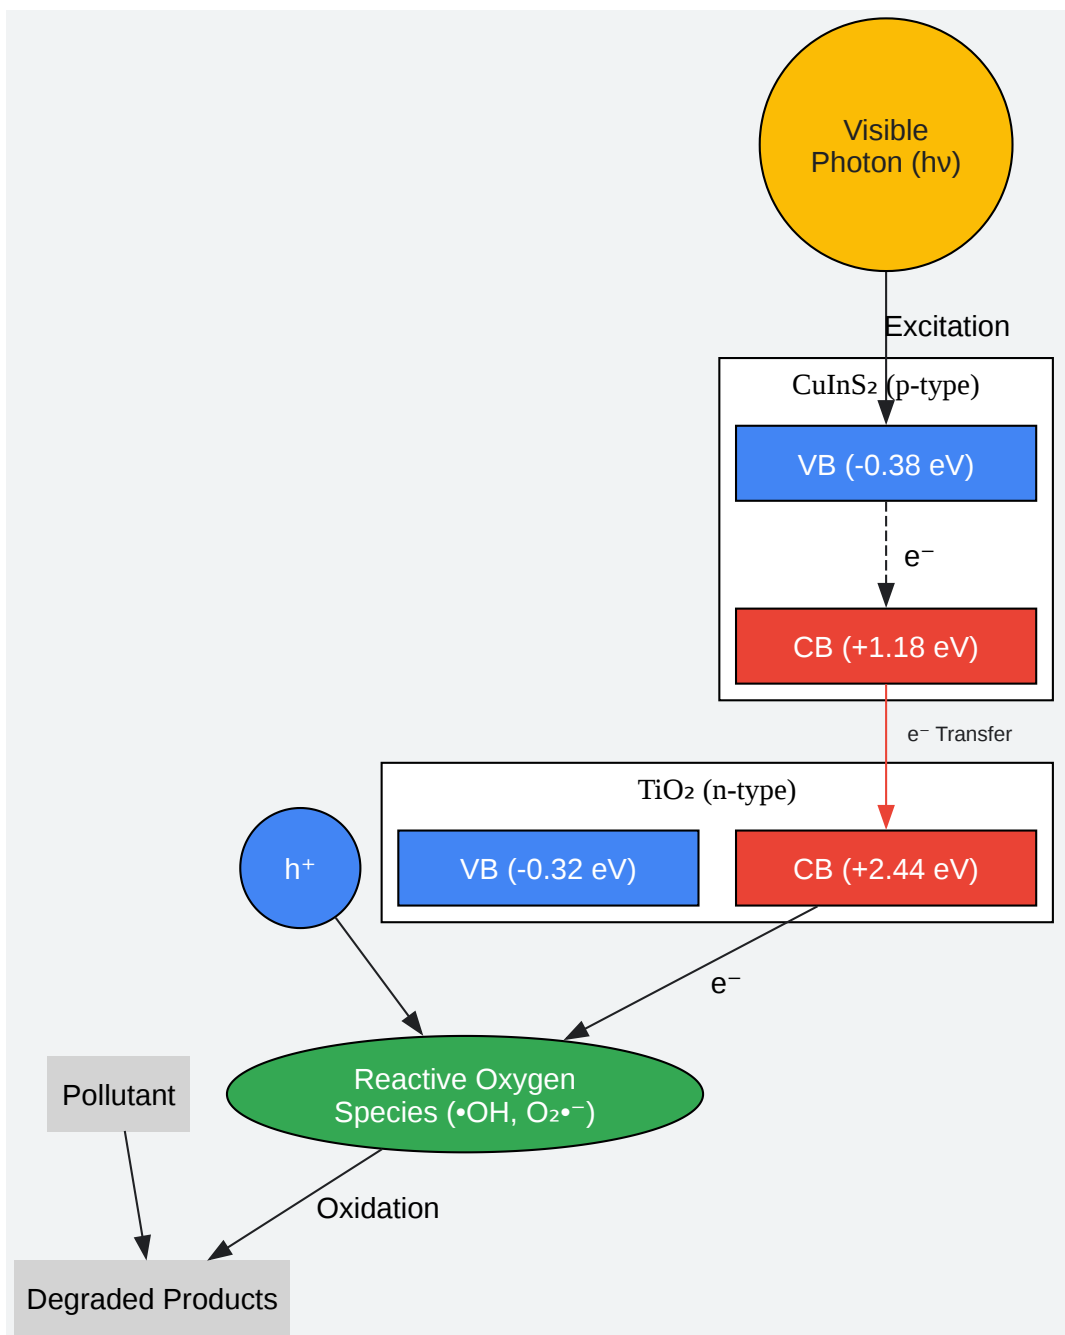 Visible
Photon (hν)
Excitation
CuInS₂ (p-type)
VB (-0.38 eV)
e⁻
CB (+1.18 eV)
e⁻ Transfer
TiO₂ (n-type)
h⁺
VB (-0.32 eV)
CB (+2.44 eV)
e⁻
Reactive Oxygen
Species (•OH, O₂•⁻)
Pollutant
Oxidation
Degraded Products